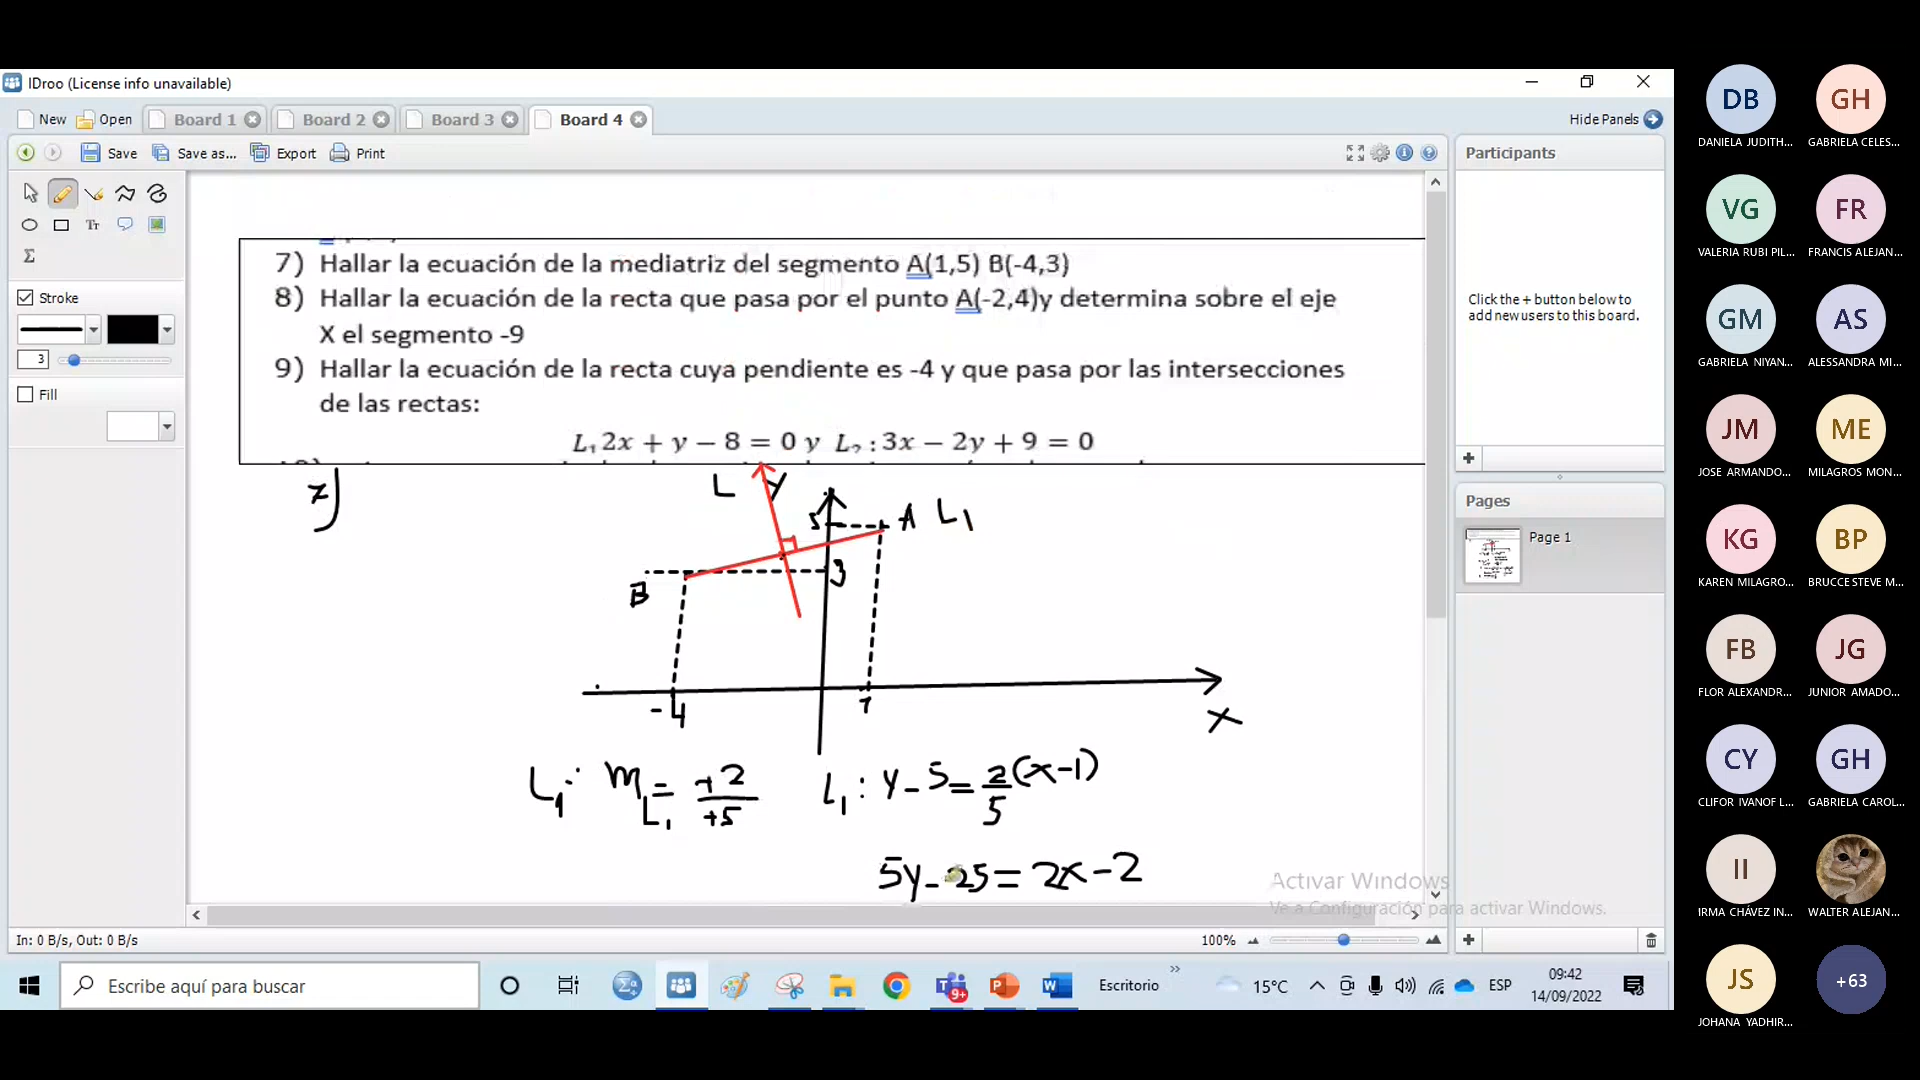 IDroo (License info unavailable)
New Open Board 1 Board 2 Board 3 Board 4 Hide Panels
Save Save as... Export Print
Participants
Tr
Σ
Stroke
3
Fill
7) Hallar la ecuación de la mediatriz del segmento A(1,5) B(-4,3)
8) Hallar la ecuación de la recta que pasa por el punto A(-2,4)y determina sobre el eje
X el segmento -9
9) Hallar la ecuación de la recta cuya pendiente es -4 y que pasa por las intersecciones
de las rectas:
L₁2x + y − 8 = 0 y L₂ : 3x − 2y + 9 = 0
7)
L y
5 A L1
3
B
-4 1
X
L1: mL1 = +2/+5 L1: y-5=2/5(x-1)
5y-25=2x-2
Click the + button below to
add new users to this board.
Pages
Page 1
Activar Windows
Ve a Configuración para activar Windows.
In: 0 B/s, Out: 0 B/s 100%
Escribe aquí para buscar 9+ Escritorio » 15°C ESP 09:42
14/09/2022
DB GH
DANIELA JUDITH... GABRIELA CELES...
VG FR
VALERIA RUBI PIL... FRANCIS ALEJAN...
GM AS
GABRIELA NIYAN... ALESSANDRA MI...
JM ME
JOSE ARMANDO... MILAGROS MON...
KG BP
KAREN MILAGRO... BRUCCE STEVE M...
FB JG
FLOR ALEXANDR... JUNIOR AMADO...
CY GH
CLIFOR IVANOF L... GABRIELA CAROL...
II
IRMA CHÁVEZ IN... WALTER ALEJAN...
JS +63
JOHANA YADHIR...